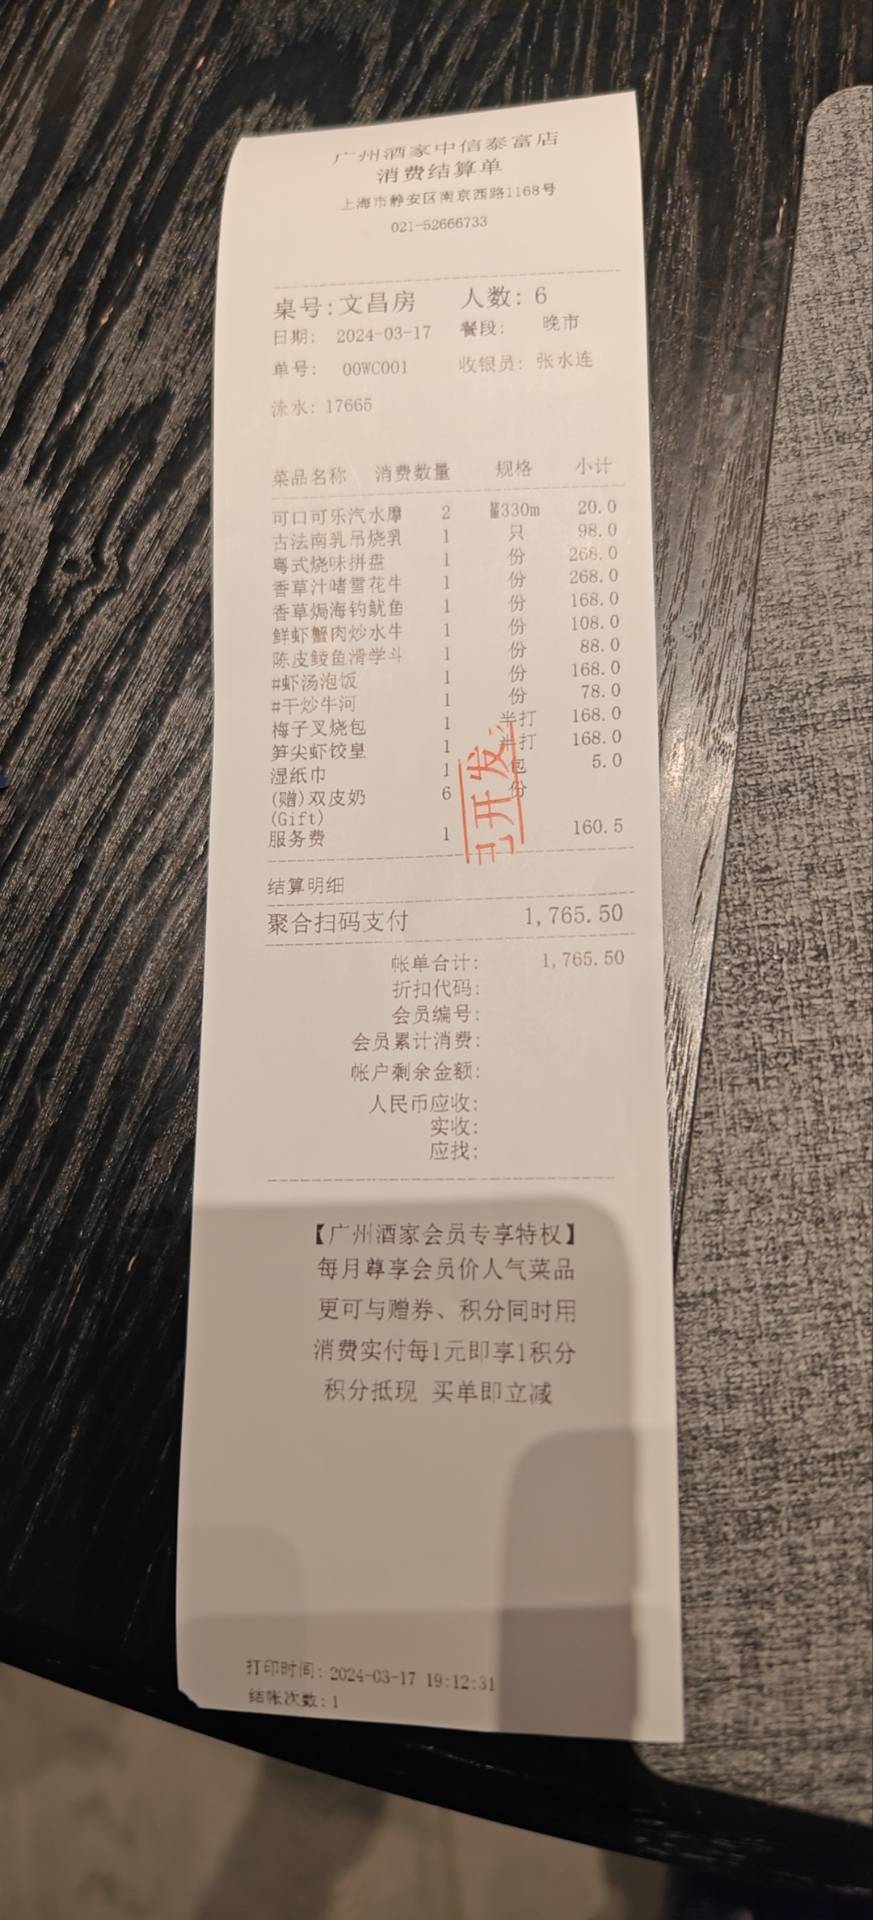 广州酒家中信泰富店
消费结算单
上海市静安区南京西路1168号
021-52666733
桌号: 文昌房 人数: 6
日期: 2024-03-17 餐段: 晚市
单号: 00WC001 收银员: 张水连
流水: 17665
菜品名称 消费数量 规格 小计
可口可乐汽水摩 2 330m 20.0
古法南乳吊烧乳 1 只 98.0
粤式烧味拼盘 1 份 268.0
香草汁啫雪花牛 1 份 268.0
香草焗海钓鱿鱼 1 份 168.0
鲜虾蟹肉炒水牛 1 份 108.0
陈皮鲮鱼滑学斗 1 份 88.0
#虾汤泡饭 1 份 168.0
#干炒牛河 1 份 78.0
梅子叉烧包 1 半打 168.0
笋尖虾饺皇 1 半打 168.0
湿纸巾 1 包 5.0
(赠)双皮奶 6 份
(Gift)
服务费 1 160.5
已开发
结算明细
聚合扫码支付 1,765.50
帐单合计: 1,765.50
折扣代码:
会员编号:
会员累计消费:
帐户剩余金额:
人民币应收:
实收:
应找:
【广州酒家会员专享特权】
每月尊享会员价人气菜品
更可与赠券、积分同时用
消费实付每1元即享1积分
积分抵现 买单即立减
打印时间: 2024-03-17 19:12:31
结帐次数: 1